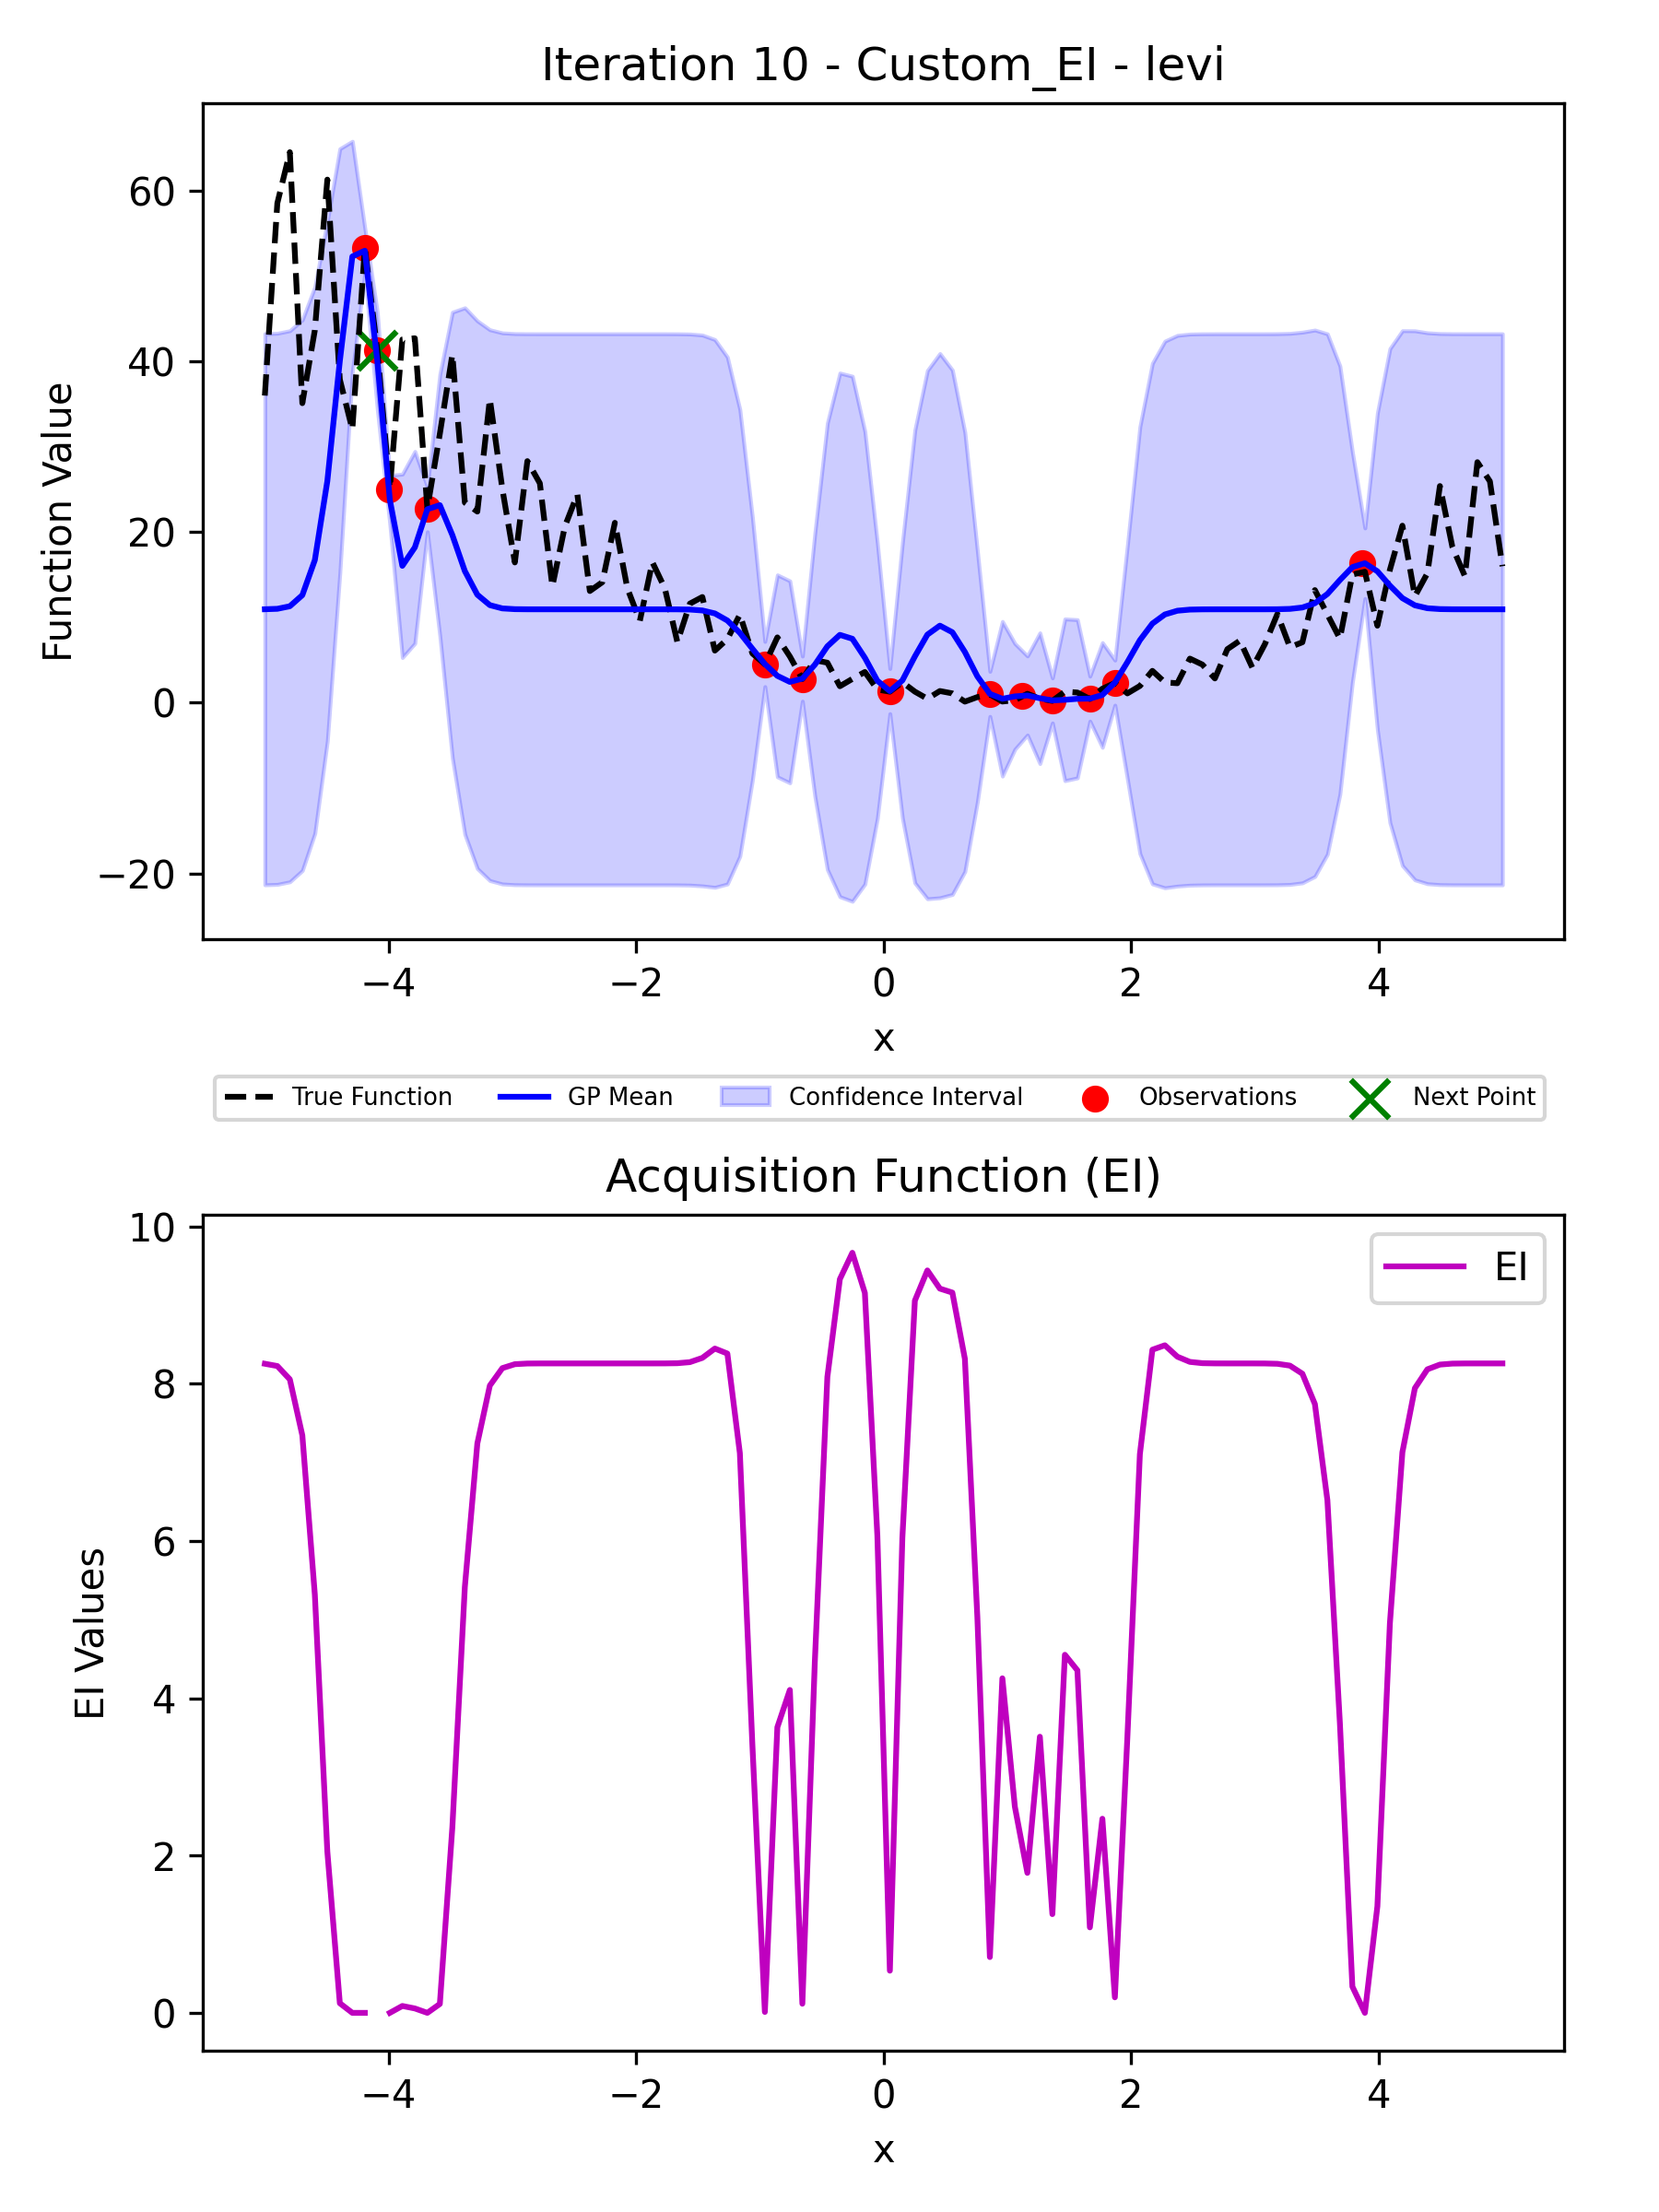 Iteration 10 - Custom_EI - levi
Function Value
60
40
20
0
−20
−4 −2 0 2 4
x
True Function GP Mean Confidence Interval Observations Next Point
Acquisition Function (EI)
EI Values
10
8
6
4
2
0
EI
−4 −2 0 2 4
x